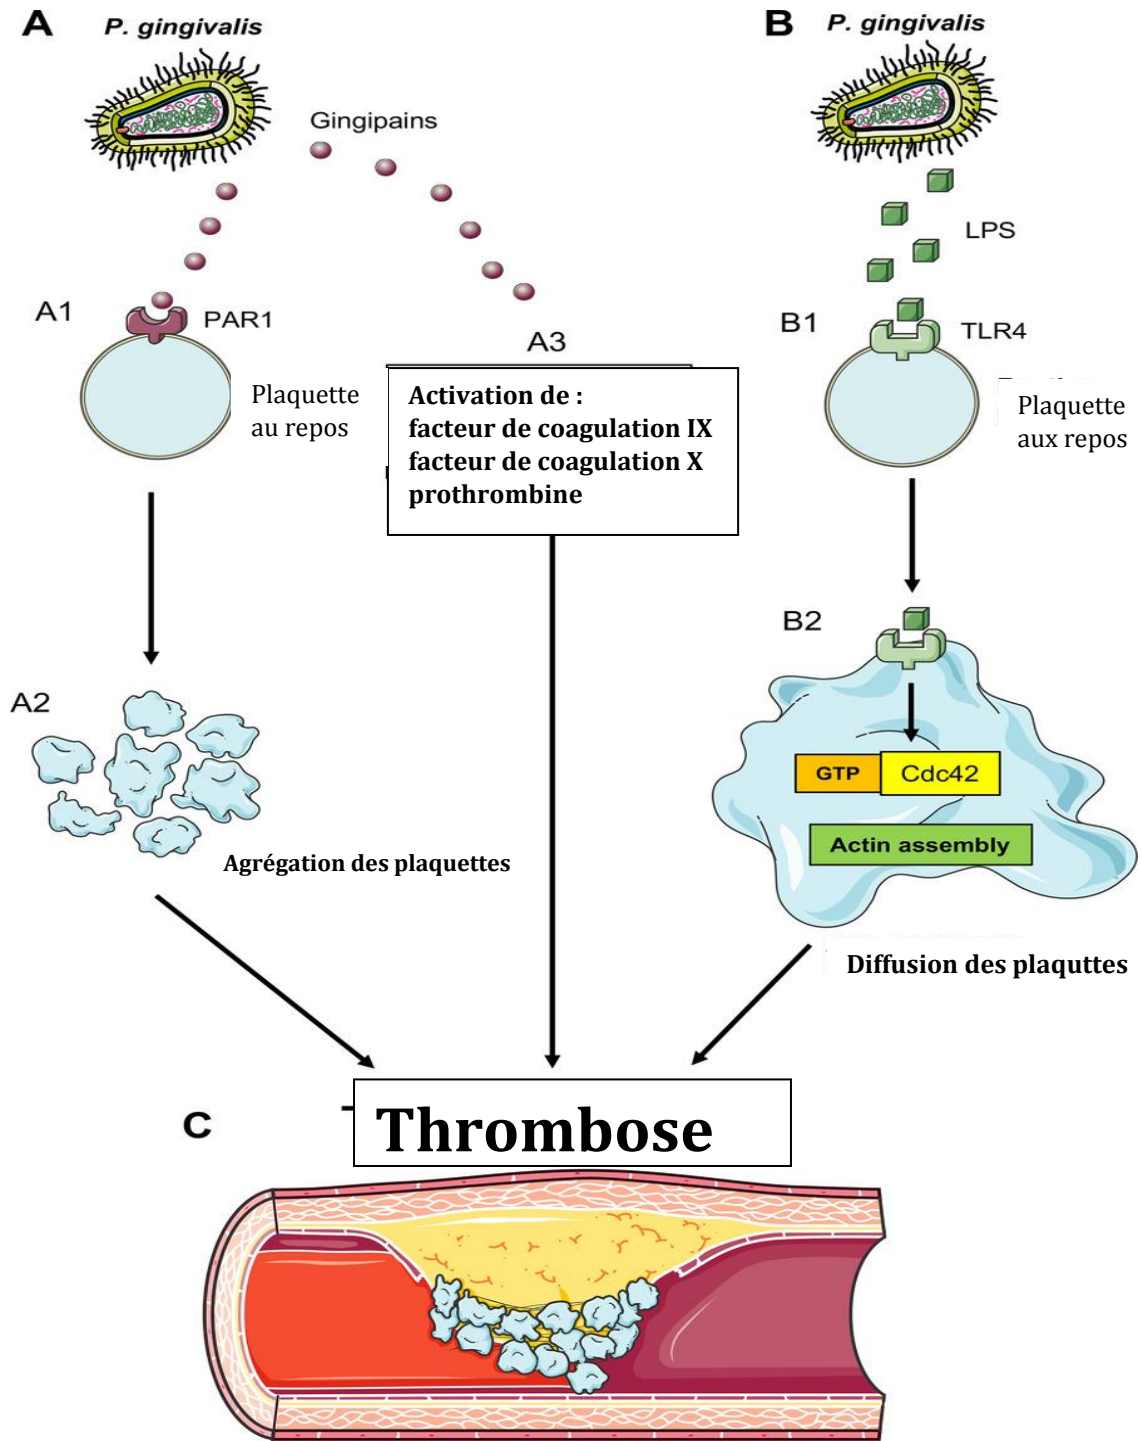 A
P. gingivalis
Gingipains
A1
PAR1
Plaquette
au repos
A3
Activation de :
facteur de coagulation IX
facteur de coagulation X
prothrombine
A2
Agrégation des plaquettes
B
P. gingivalis
LPS
B1
TLR4
Plaquette
aux repos
B2
GTP
Cdc42
Actin assembly
Diffusion des plaquttes
C
Thrombose